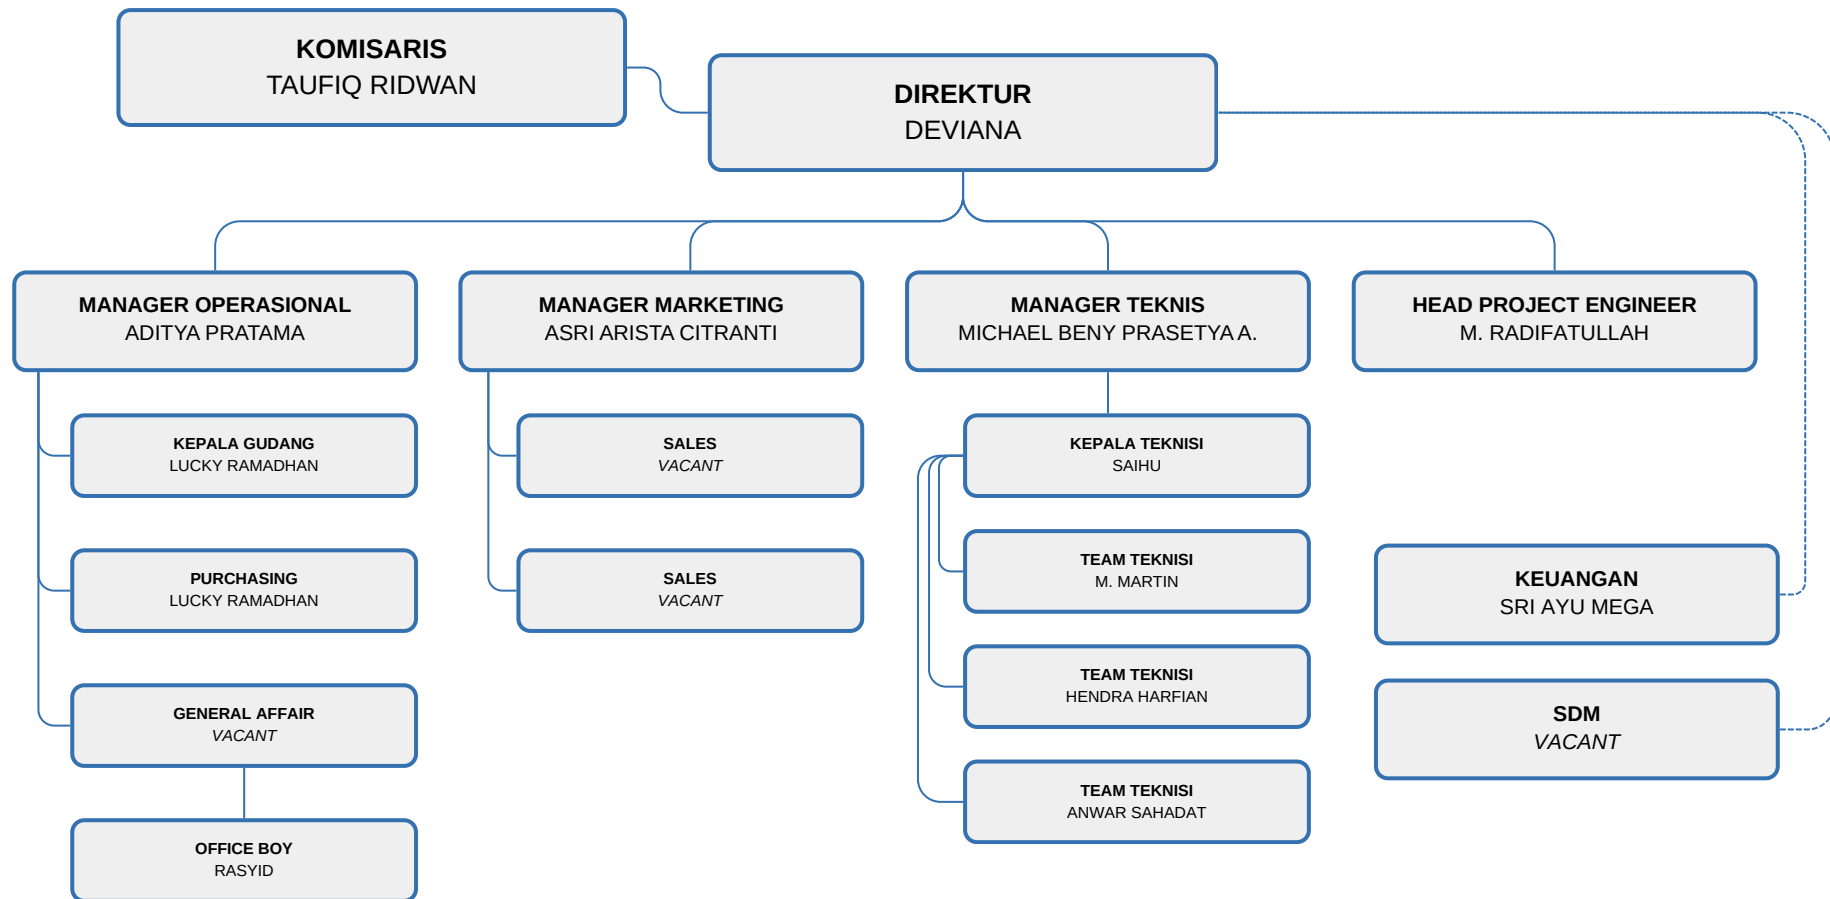 KOMISARIS
TAUFIQ RIDWAN
DIREKTUR
DEVIANA
MANAGER OPERASIONAL
ADITYA PRATAMA
MANAGER MARKETING
ASRI ARISTA CITRANTI
MANAGER TEKNIS
MICHAEL BENY PRASETYA A.
HEAD PROJECT ENGINEER
M. RADIFATULLAH
KEPALA GUDANG
LUCKY RAMADHAN
SALES
VACANT
KEPALA TEKNISI
SAIHU
PURCHASING
LUCKY RAMADHAN
SALES
VACANT
TEAM TEKNISI
M. MARTIN
KEUANGAN
SRI AYU MEGA
TEAM TEKNISI
HENDRA HARFIAN
GENERAL AFFAIR
VACANT
SDM
VACANT
TEAM TEKNISI
ANWAR SAHADAT
OFFICE BOY
RASYID